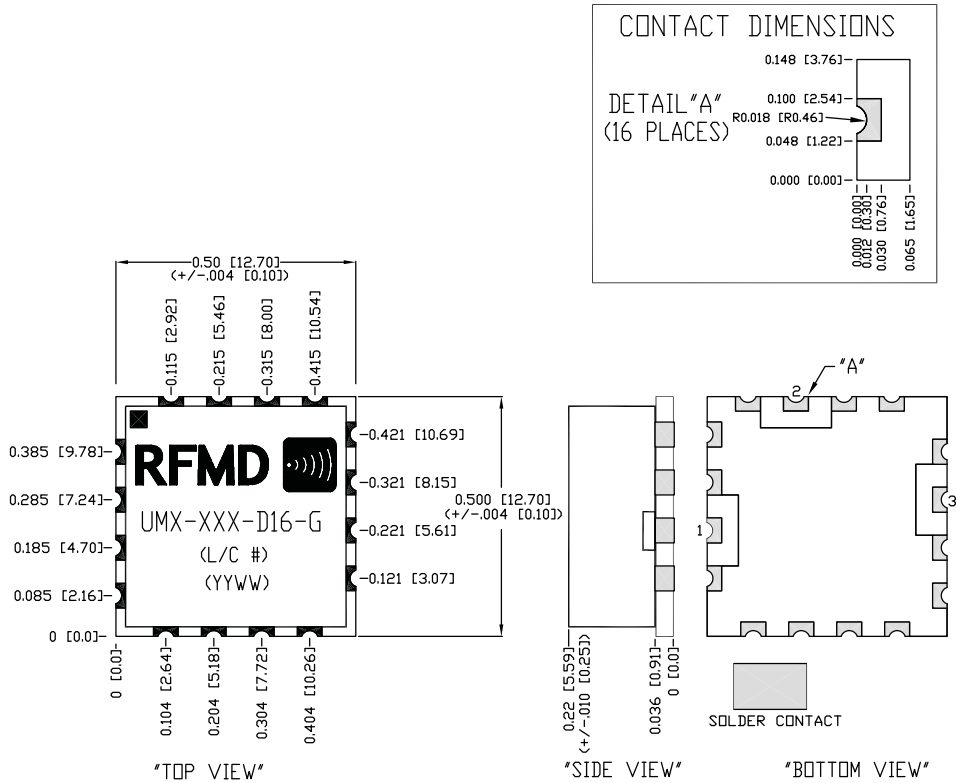 CONTACT DIMENSIONS
DETAIL"A"
(16 PLACES)
0.148 [3.76]
0.100 [2.54]
R0.018 [R0.46]
0.048 [1.22]
0.000 [0.00]
0.000 [0.00]
0.012 [0.30]
0.030 [0.76]
0.065 [1.65]
0.50 [12.70]
(+/-.004 [0.10])
0.115 [2.92]
0.215 [5.46]
0.315 [8.00]
0.415 [10.54]
0.385 [9.78]
0.285 [7.24]
0.185 [4.70]
0.085 [2.16]
0 [0.0]
RFMD
UMX-XXX-D16-G
(L/C #)
(YYWW)
0.421 [10.69]
0.321 [8.15]
0.221 [5.61]
0.121 [3.07]
0.500 [12.70]
(+/-.004 [0.10])
0 [0.0]
0.104 [2.64]
0.204 [5.18]
0.304 [7.72]
0.404 [10.26]
"TOP VIEW"
0.22 [5.59]
(+/-.010 [0.25])
0.036 [0.91]
0 [0.0]
"SIDE VIEW"
"A"
2
1
3
SOLDER CONTACT
"BOTTOM VIEW"